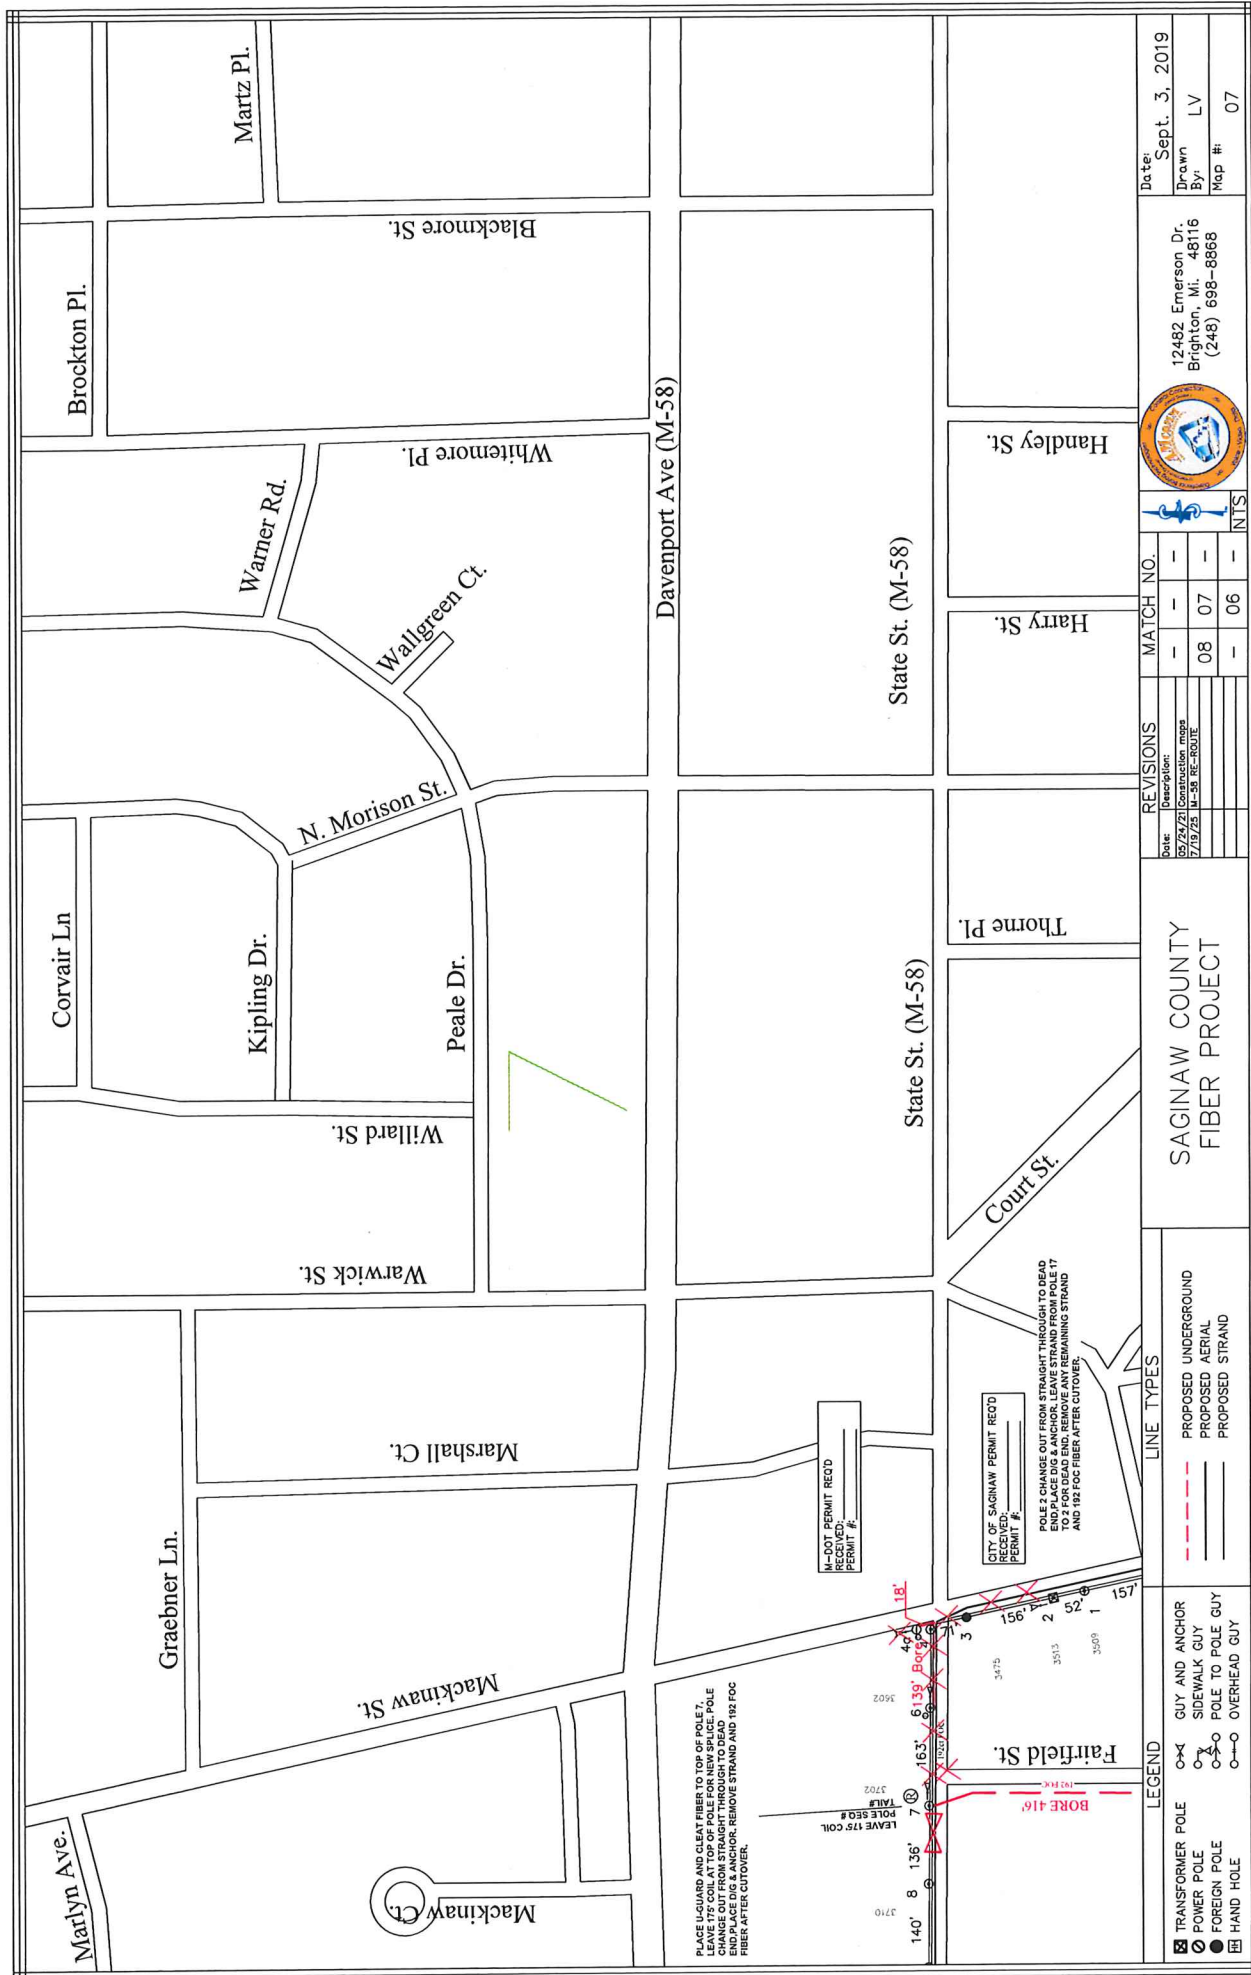 Marlyn Ave.
Graebner Ln.
Corvair Ln
Brockton Pl.
Martz Pl.
Kipling Dr.
Warner Rd.
N. Morison St.
Wallgreen Ct.
Peale Dr.
Willard St.
Warwick St.
Marshall Ct.
Mackinaw St.
Mackinaw Ct.
Whitemore Pl.
Blackmore St.
Davenport Ave (M-58)
State St. (M-58)
State St. (M-58)
Court St.
Thorne Pl.
Harry St.
Handley St.
Fairfield St.
PLACE U-GUARD AND CLEAT FIBER TO TOP OF POLE 7.
LEAVE 175' COIL AT TOP OF POLE FOR NEW SPLICE. POLE
CHANGE OUT FROM STRAIGHT THROUGH TO DEAD
END,PLACE D/G & ANCHOR. REMOVE STRAND AND 192 FOC
FIBER AFTER CUTOVER.
M-DOT PERMIT REQ'D
RECEIVED:
PERMIT #:
CITY OF SAGINAW PERMIT REQ'D
RECEIVED:
PERMIT #:
POLE 2 CHANGE OUT FROM STRAIGHT THROUGH TO DEAD
END,PLACE D/G & ANCHOR. LEAVE STRAND FROM POLE 17
TO 2 FOR DEAD END. REMOVE ANY REMAINING STRAND
AND 192 FOC FIBER AFTER CUTOVER.
LEAVE 175' COIL
POLE SEQ #
TAIL#
3710
3702
3602
140'
8
136'
7
R
163'
6
139' Bore
18'
71'
3
156'
2
52'
1
157'
3475
3513
3509
BORE 416'
192 FOC
LEGEND
TRANSFORMER POLE
POWER POLE
FOREIGN POLE
HAND HOLE
GUY AND ANCHOR
SIDEWALK GUY
POLE TO POLE GUY
OVERHEAD GUY
LINE TYPES
PROPOSED UNDERGROUND
PROPOSED AERIAL
PROPOSED STRAND
SAGINAW COUNTY
FIBER PROJECT
REVISIONS
Date: Description:
05/24/21 Construction maps
7/19/25 M-58 RE-ROUTE
MATCH NO.
- - -
08 07 -
- 06 -
NTS
12482 Emerson Dr.
Brighton, Mi. 48116
(248) 698-8868
Date:
Sept. 3, 2019
Drawn
By: LV
Map #:
07